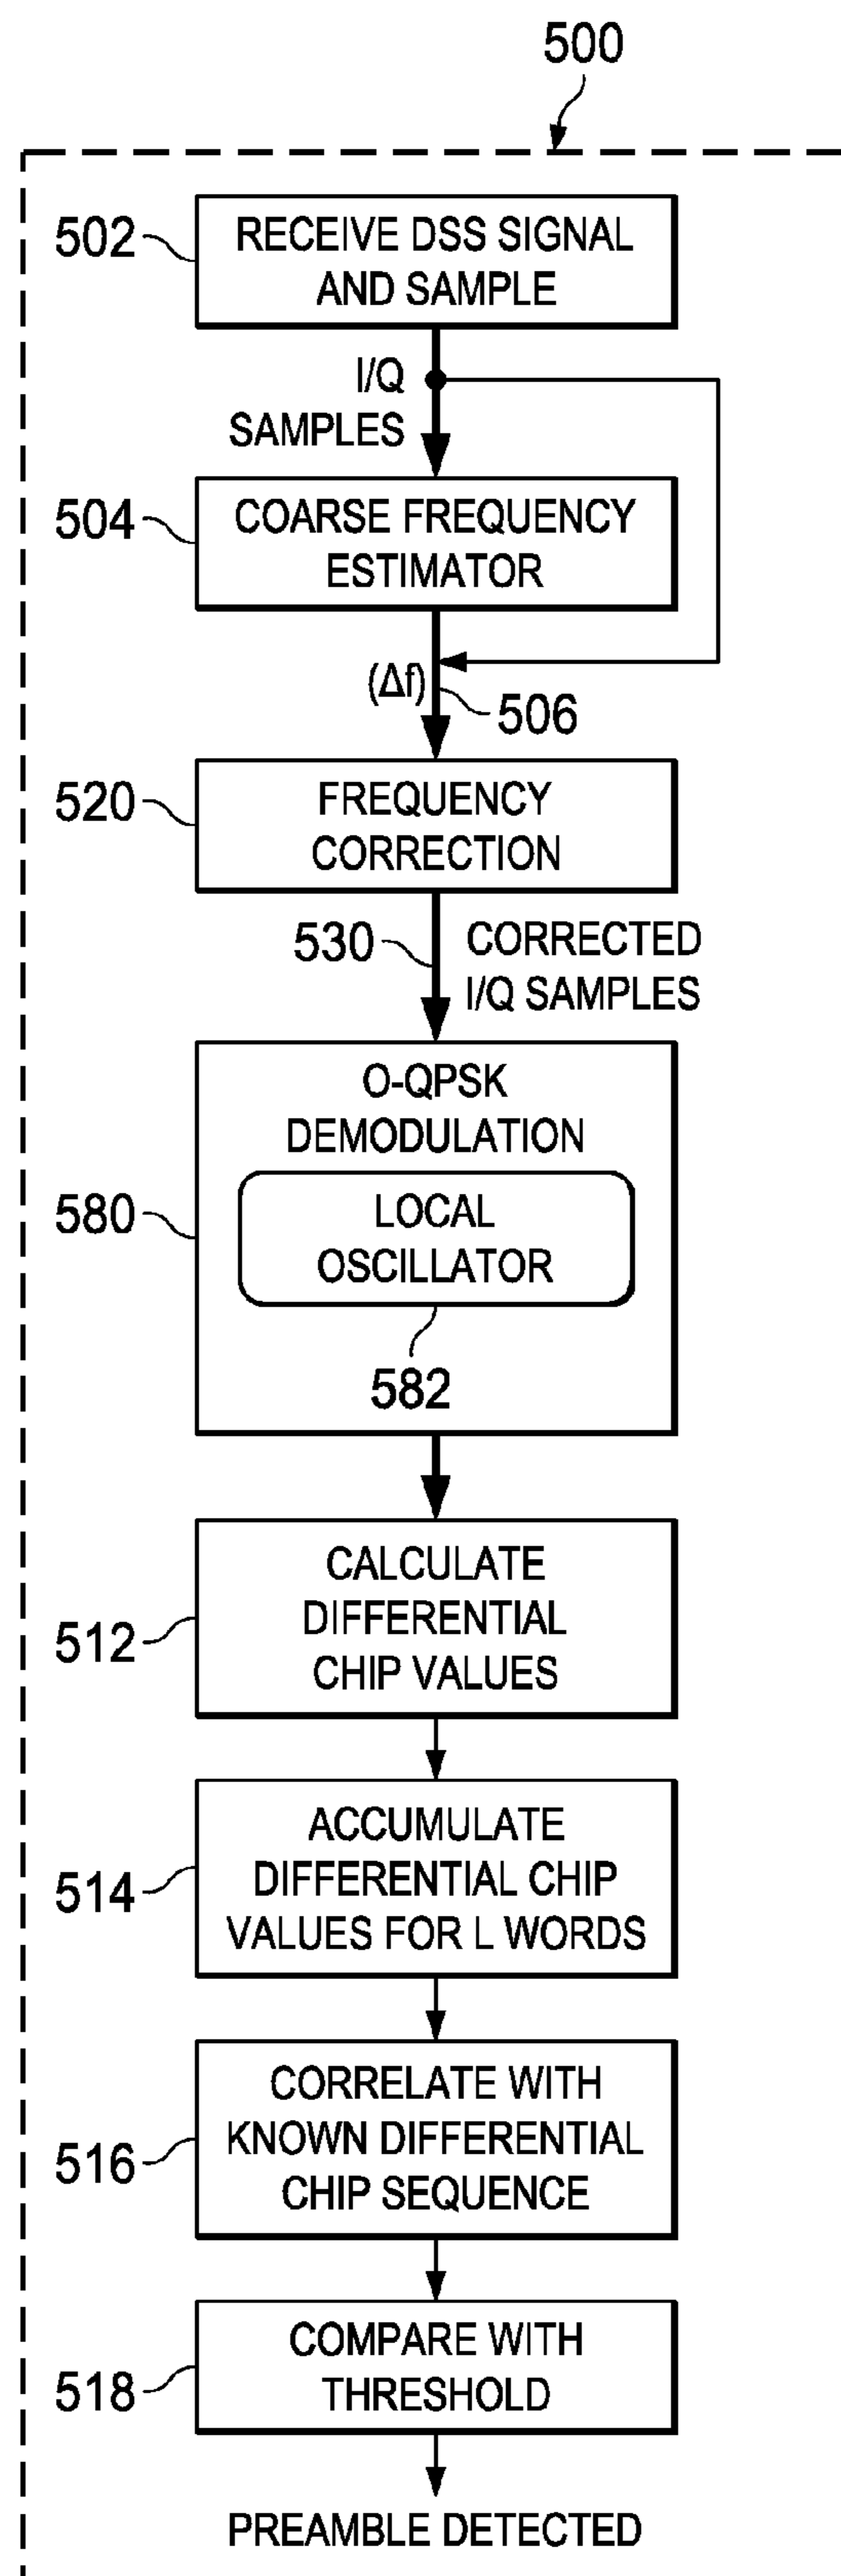 500
502
RECEIVE DSS SIGNAL
AND SAMPLE
I/Q
SAMPLES
504
COARSE FREQUENCY
ESTIMATOR
(Δf)
506
520
FREQUENCY
CORRECTION
530
CORRECTED
I/Q SAMPLES
O-QPSK
DEMODULATION
580
LOCAL
OSCILLATOR
582
CALCULATE
DIFFERENTIAL
CHIP VALUES
512
ACCUMULATE
DIFFERENTIAL CHIP
VALUES FOR L WORDS
514
CORRELATE WITH
KNOWN DIFFERENTIAL
CHIP SEQUENCE
516
COMPARE WITH
THRESHOLD
518
PREAMBLE DETECTED